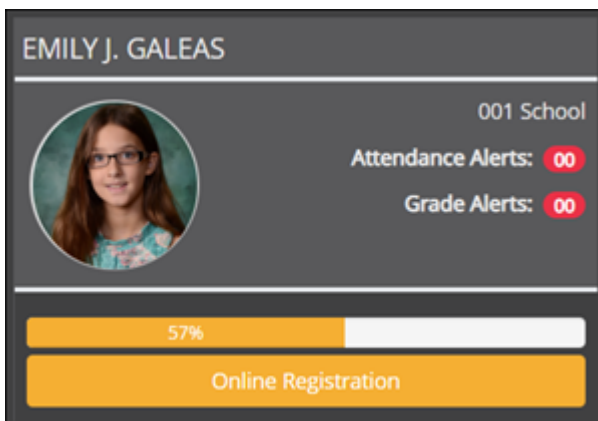 EMILY J. GALEAS
001 School
Attendance Alerts: 00
Grade Alerts: 00
57%
Online Registration